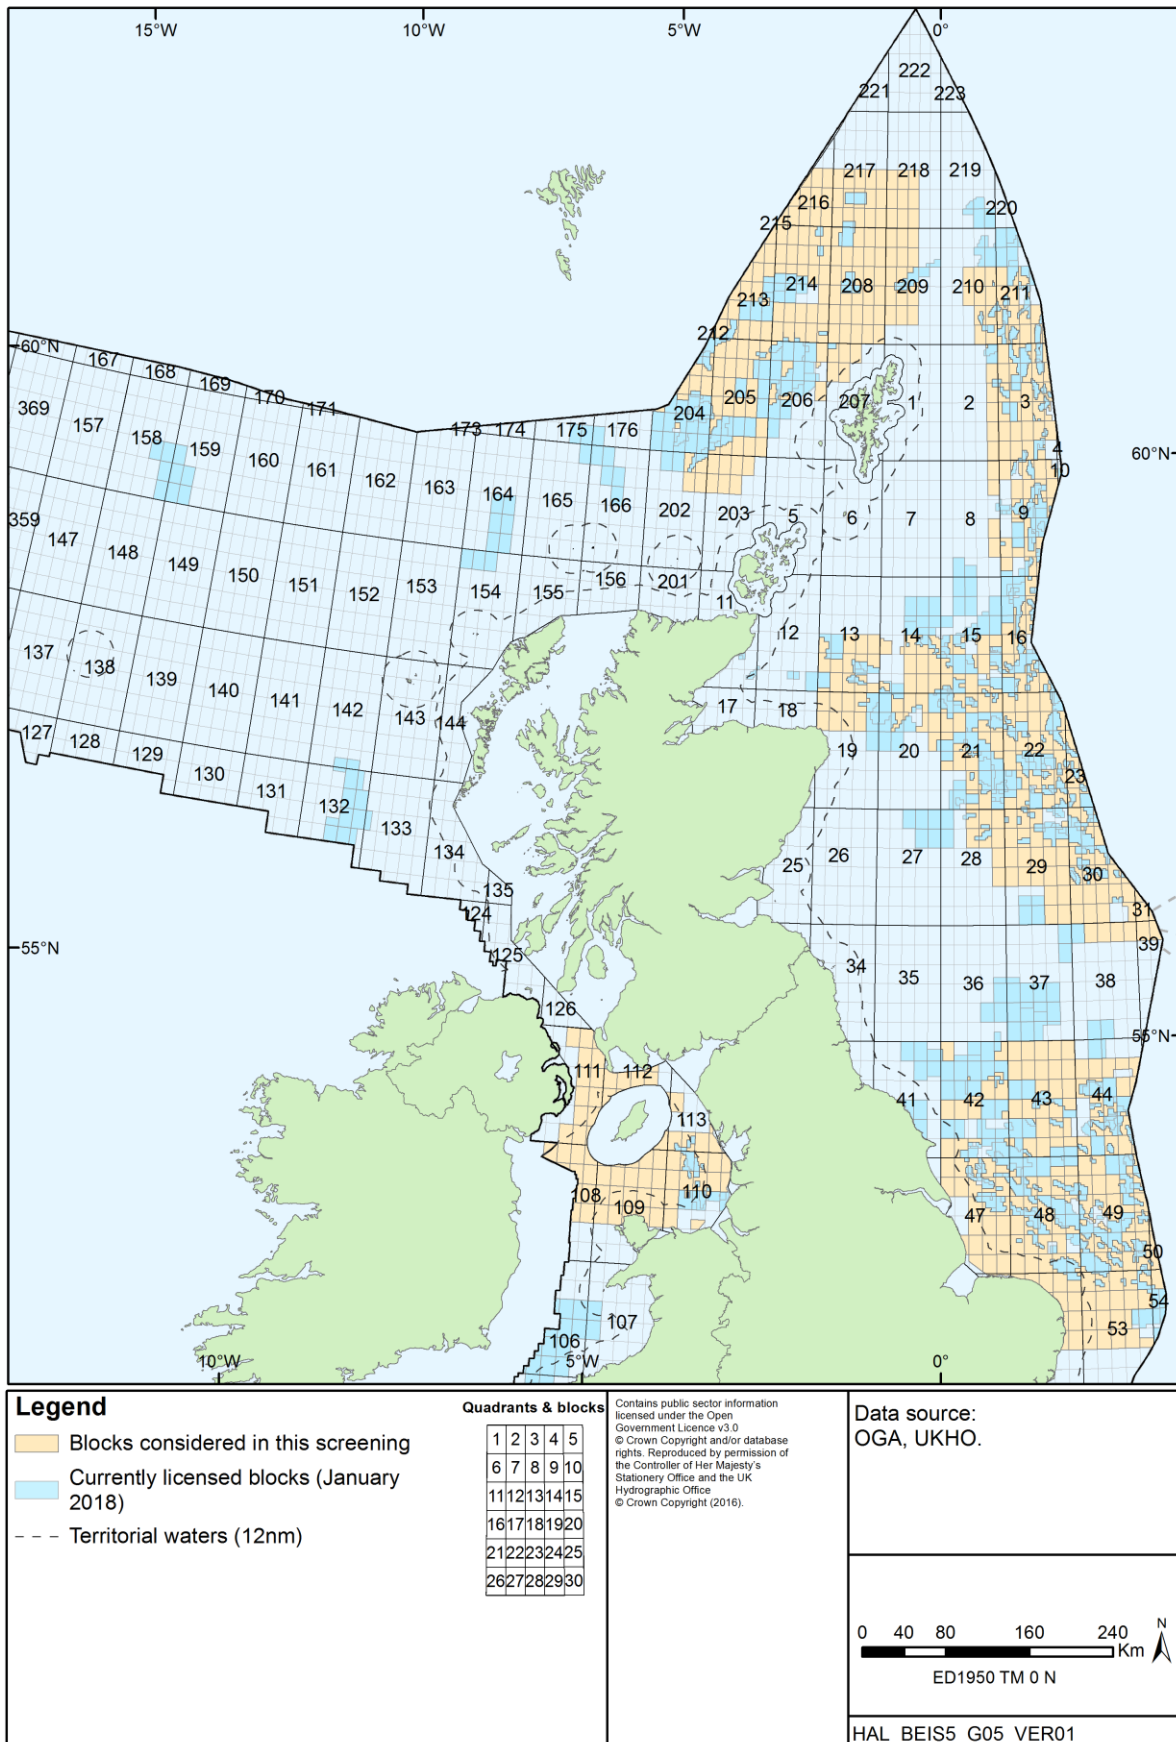 15°W 10°W 5°W 0°
222
221 223
217 218 219
216 220
215
214 208 209 210 211
213
212
60°N 167 168 169 170 171
369 157 158 159 160 161 162 163 173 174 175 176 204 205 206 207 1 2 3
4
60°N
10
164 165 166 202 203 5 6 7 8 9
359 147 148 149 150 151 152 153 154 155 156 201 11
12 13 14 15 16
137 138 139 140 141 142 143 144 17 18
127 128 129 130 131 132 133 134 19 20 21 22 23
25 26 27 28 29 30
135 124 31
55°N 125 34 35 36 37 38 39
126 55°N
111 112 113 41 42 43 44
108 109 110 47 48 49
50
106 107 53 54
10°W 5°W 0°
Legend
Blocks considered in this screening
Currently licensed blocks (January
2018)
Territorial waters (12nm)
Quadrants & blocks
1 2 3 4 5
6 7 8 9 10
11 12 13 14 15
16 17 18 19 20
21 22 23 24 25
26 27 28 29 30
Contains public sector information
licensed under the Open
Government Licence v3.0
© Crown Copyright and/or database
rights. Reproduced by permission of
the Controller of Her Majesty's
Stationery Office and the UK
Hydrographic Office
© Crown Copyright (2016).
Data source:
OGA, UKHO.
0 40 80 160 240
Km
N
ED1950 TM 0 N
HAL_BEIS5_G05_VER01